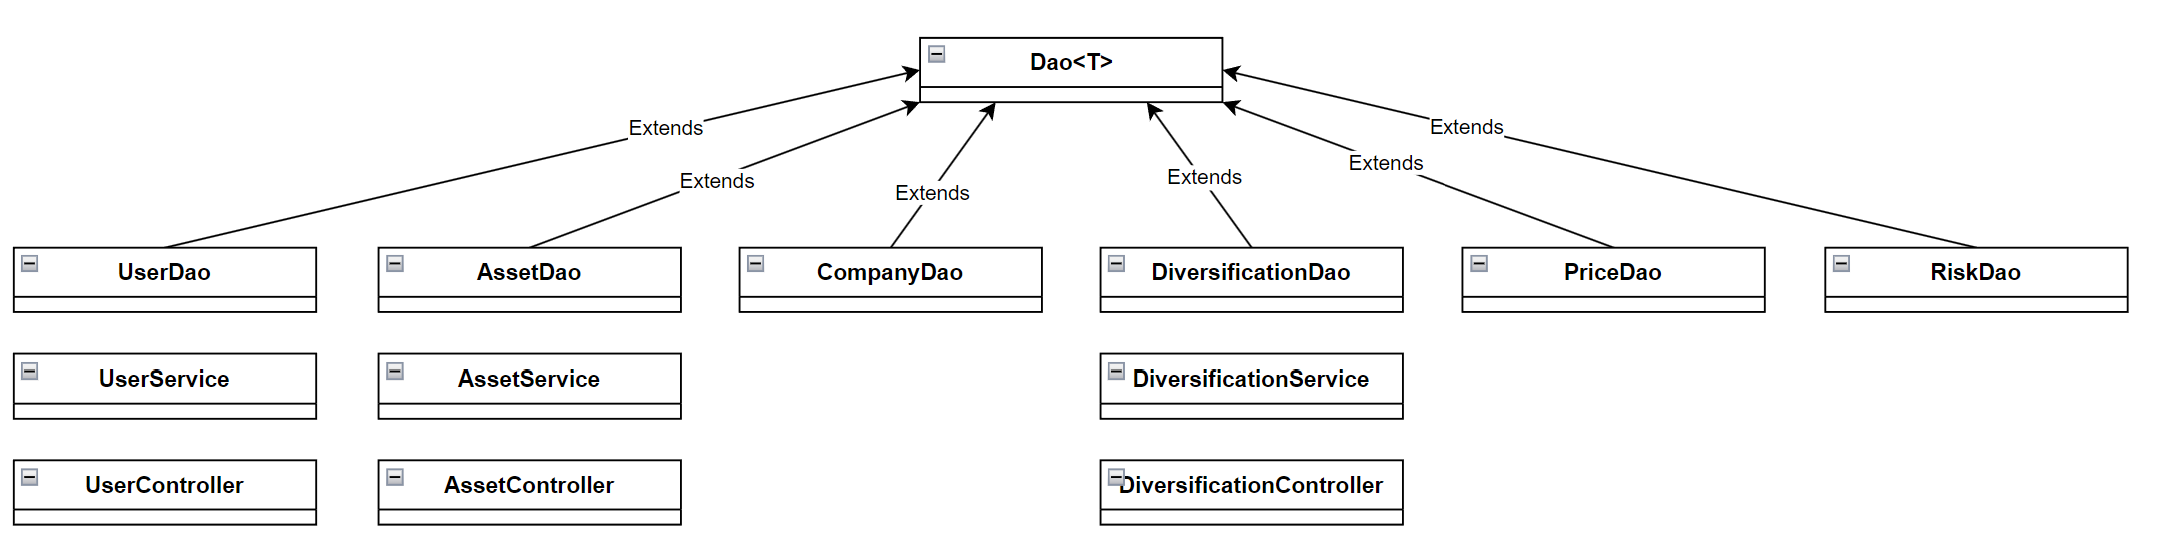 Dao<T>
Extends
Extends
Extends
Extends
Extends
Extends
UserDao
AssetDao
CompanyDao
DiversificationDao
PriceDao
RiskDao
UserService
AssetService
DiversificationService
UserController
AssetController
DiversificationController